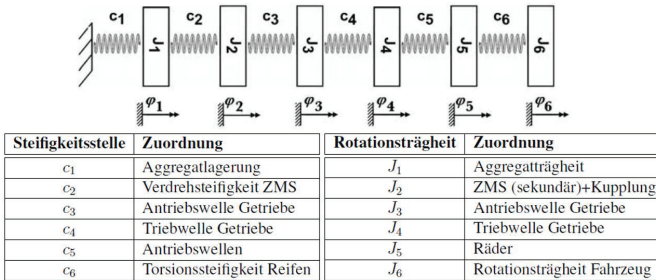 c1 c2 c3 c4 c5 c6
J1 J2 J3 J4 J5 J6
φ1 φ2 φ3 φ4 φ5 φ6
Steifigkeitsstelle Zuordnung Rotationsträgheit Zuordnung
c1 Aggregatlagerung J1 Aggregatträgheit
c2 Verdrehsteifigkeit ZMS J2 ZMS (sekundär)+Kupplung
c3 Antriebswelle Getriebe J3 Antriebswelle Getriebe
c4 Triebwelle Getriebe J4 Triebwelle Getriebe
c5 Antriebswellen J5 Räder
c6 Torsionssteifigkeit Reifen J6 Rotationsträgheit Fahrzeug